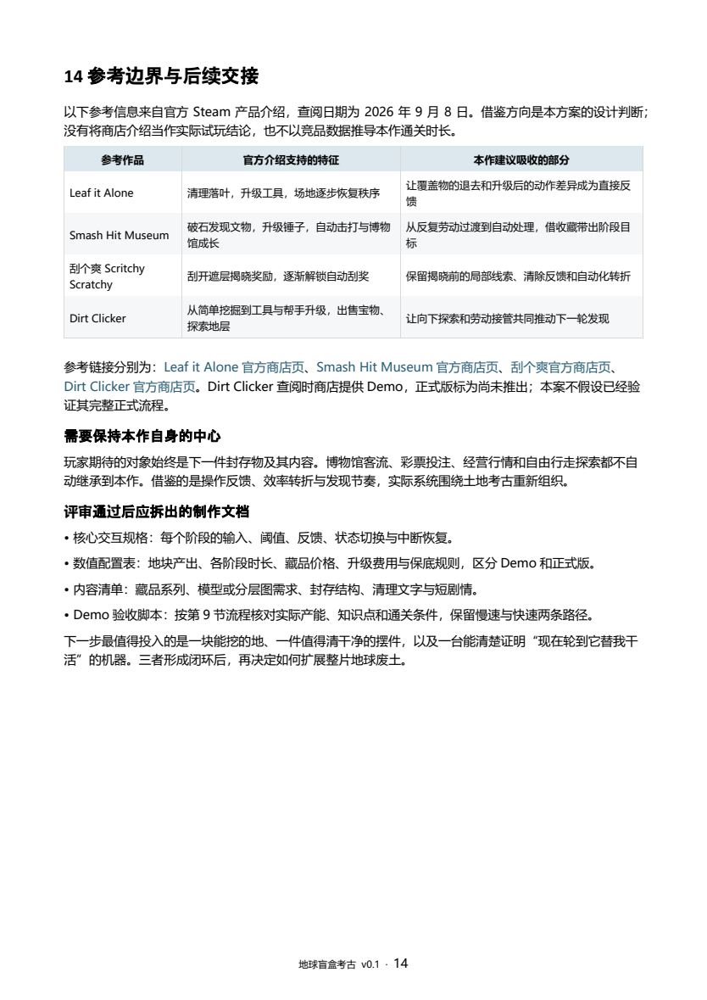 14 参考边界与后续交接
以下参考信息来自官方 Steam 产品介绍，查阅日期为 2026 年 9 月 8 日。借鉴方向是本方案的设计判断；
没有将商店介绍当作实际试玩结论，也不以竞品数据推导本作通关时长。
参考作品 官方介绍支持的特征 本作建议吸收的部分
Leaf it Alone 清理落叶，升级工具，场地逐步恢复秩序 让覆盖物的退去和升级后的动作差异成为直接反
馈
Smash Hit Museum 破石发现文物，升级锤子，自动击打与博物
馆成长 从反复劳动过渡到自动处理，借收藏带出阶段目
标
刮个爽 Scritchy
Scratchy 刮开遮层揭晓奖励，逐渐解锁自动刮奖 保留揭晓前的局部线索、清除反馈和自动化转折
Dirt Clicker 从简单挖掘到工具与帮手升级，出售宝物、
探索地层 让向下探索和劳动接管共同推动下一轮发现
参考链接分别为：Leaf it Alone 官方商店页、Smash Hit Museum 官方商店页、刮个爽官方商店页、
Dirt Clicker 官方商店页。Dirt Clicker 查阅时商店提供 Demo，正式版标为尚未推出；本案不假设已经验
证其完整正式流程。
需要保持本作自身的中心
玩家期待的对象始终是下一件封存物及其内容。博物馆客流、彩票投注、经营行情和自由行走探索都不自
动继承到本作。借鉴的是操作反馈、效率转折与发现节奏，实际系统围绕土地考古重新组织。
评审通过后应拆出的制作文档
• 核心交互规格：每个阶段的输入、阈值、反馈、状态切换与中断恢复。
• 数值配置表：地块产出、各阶段时长、藏品价格、升级费用与保底规则，区分 Demo 和正式版。
• 内容清单：藏品系列、模型或分层图需求、封存结构、清理文字与短剧情。
• Demo 验收脚本：按第 9 节流程核对实际产能、知识点和通关条件，保留慢速与快速两条路径。
下一步最值得投入的是一块能挖的地、一件值得清干净的摆件，以及一台能清楚证明“现在轮到它替我干
活”的机器。三者形成闭环后，再决定如何扩展整片地球废土。
地球盲盒考古 v0.1 · 14